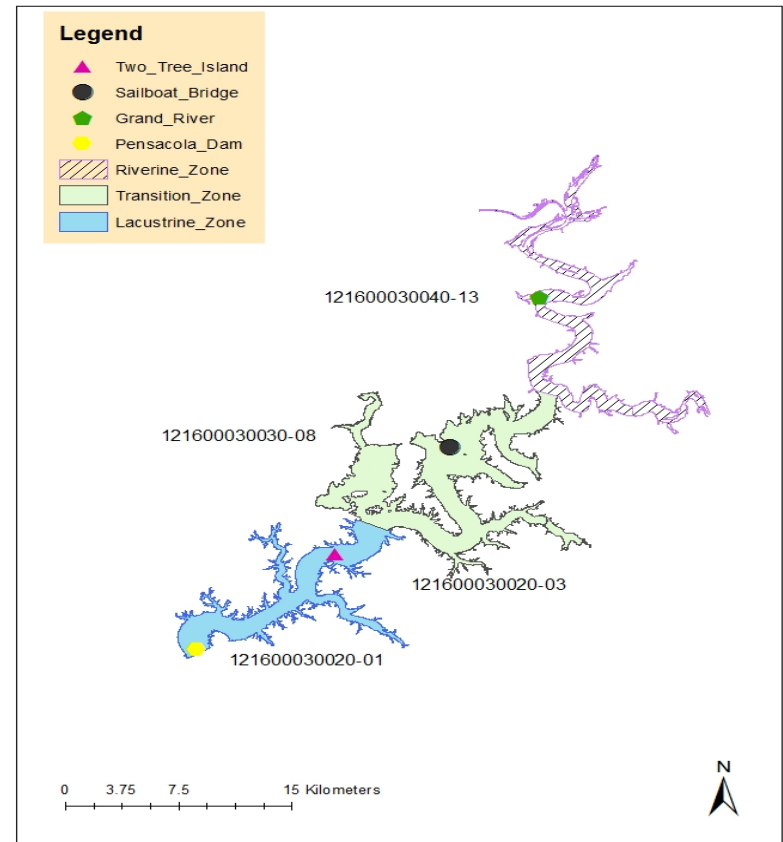 Legend
Two_Tree_Island
Sailboat_Bridge
Grand_River
Pensacola_Dam
Riverine_Zone
Transition_Zone
Lacustrine_Zone
121600030040-13
121600030030-08
121600030020-03
121600030020-01
N
0 3.75 7.5 15 Kilometers